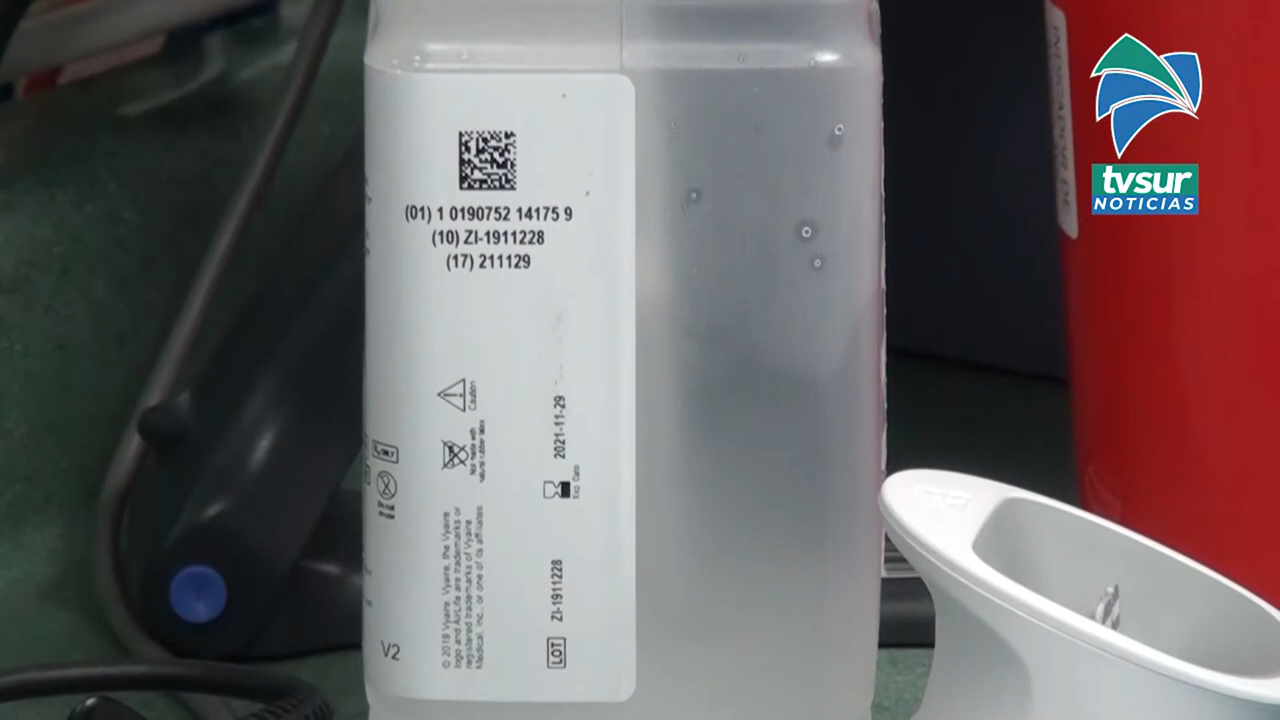 tvsur
NOTICIAS
(01) 1 0190752 14175 9
(10) ZI-1911228
(17) 211129
Caution
Not made with
natural rubber latex
2021-11-29
Exp. Date
Rx ONLY
© 2019 Vyaire. Vyaire, the Vyaire
logo and AirLife are trademarks or
registered trademarks of Vyaire
Medical, Inc., or one of its affiliates.
LOT ZI-1911228
V2